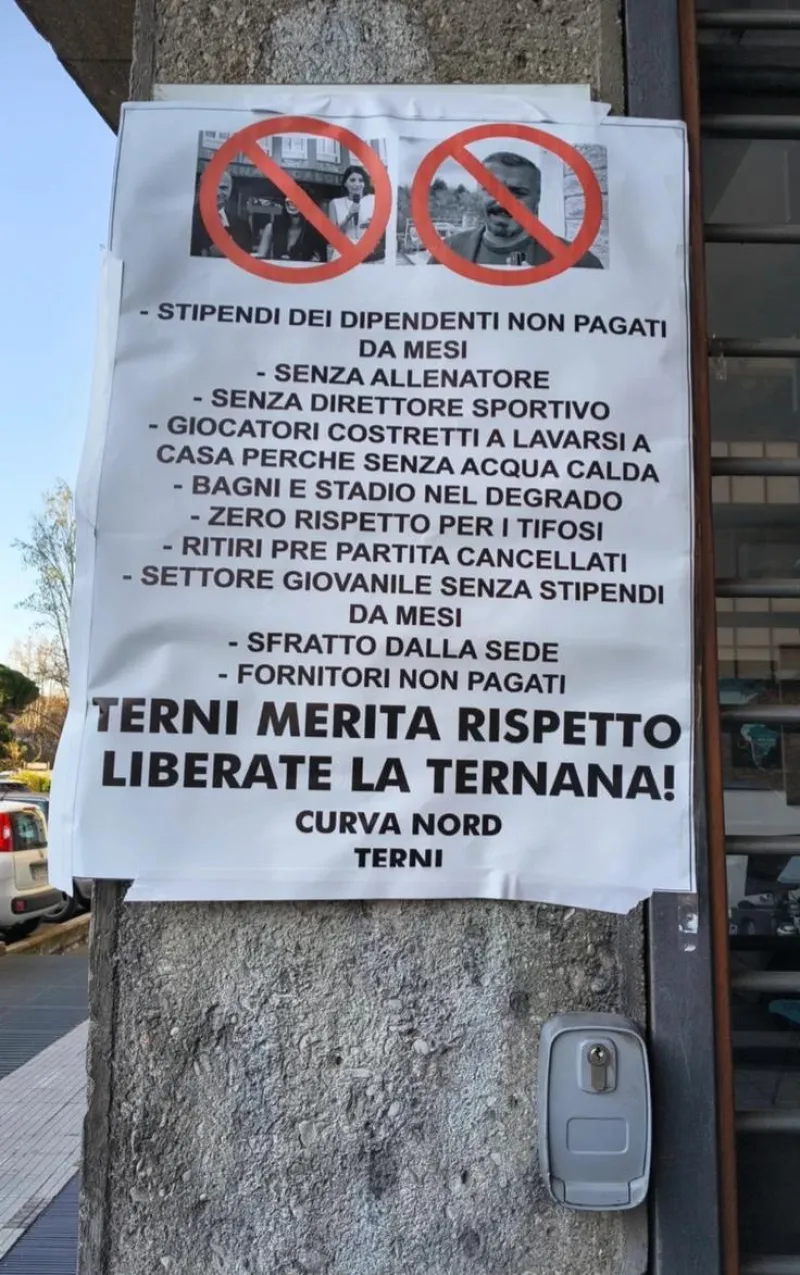 - STIPENDI DEI DIPENDENTI NON PAGATI
DA MESI
- SENZA ALLENATORE
- SENZA DIRETTORE SPORTIVO
- GIOCATORI COSTRETTI A LAVARSI A
CASA PERCHE SENZA ACQUA CALDA
- BAGNI E STADIO NEL DEGRADO
- ZERO RISPETTO PER I TIFOSI
- RITIRI PRE PARTITA CANCELLATI
- SETTORE GIOVANILE SENZA STIPENDI
DA MESI
- SFRATTO DALLA SEDE
- FORNITORI NON PAGATI
TERNI MERITA RISPETTO
LIBERATE LA TERNANA!
CURVA NORD
TERNI